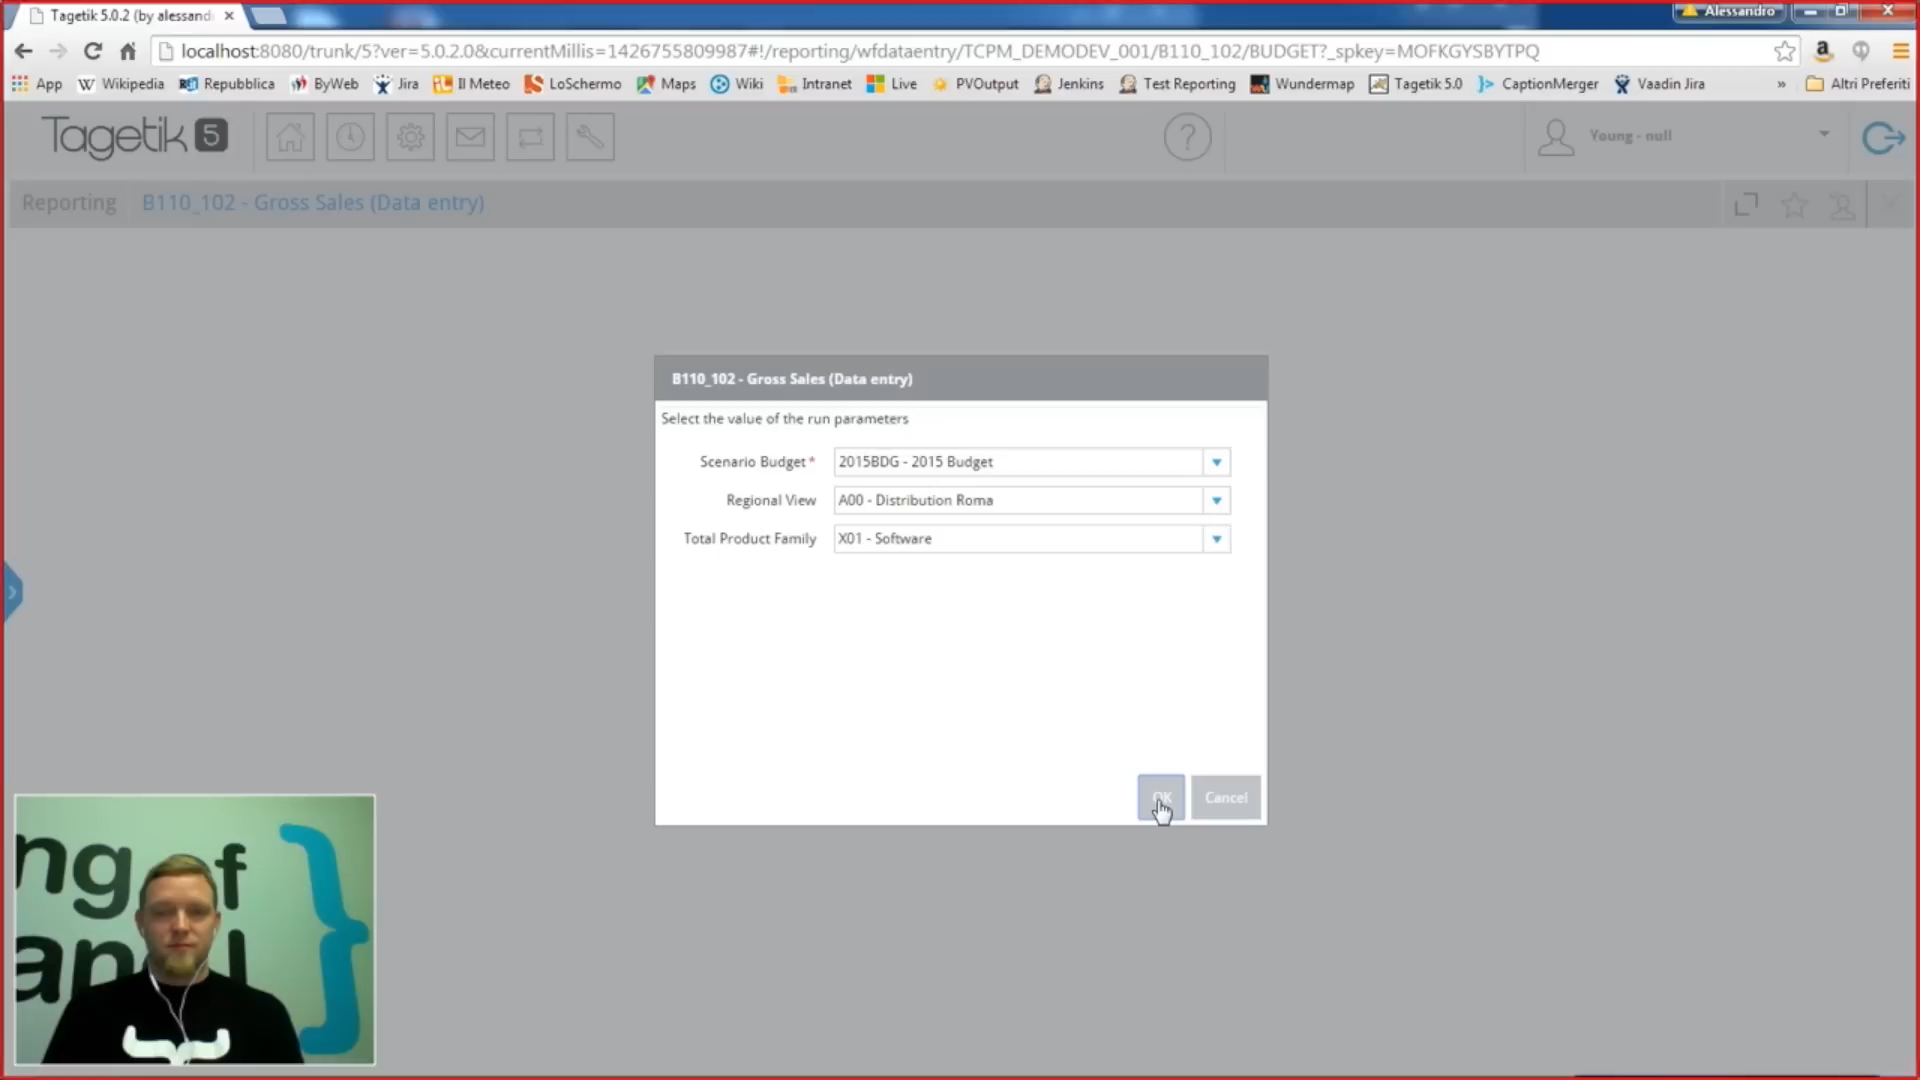 Tagetik 5.0.2 (by alessand
Alessandro
localhost:8080/trunk/5?ver=5.0.2.0&currentMillis=1426755809987#!/reporting/wfdataentry/TCPM_DEMODEV_001/B110_102/BUDGET?_spkey=MOFKGYSBYTPQ
App Wikipedia Repubblica ByWeb Jira Il Meteo LoSchermo Maps Wiki Intranet Live PVOutput Jenkins Test Reporting Wundermap Tagetik 5.0 CaptionMerger Vaadin Jira » Altri Preferiti
Tagetik 5 ? Young - null
Reporting B110_102 - Gross Sales (Data entry)
B110_102 - Gross Sales (Data entry)
Select the value of the run parameters
Scenario Budget* 2015BDG - 2015 Budget
Regional View A00 - Distribution Roma
Total Product Family X01 - Software
OK Cancel
ng of